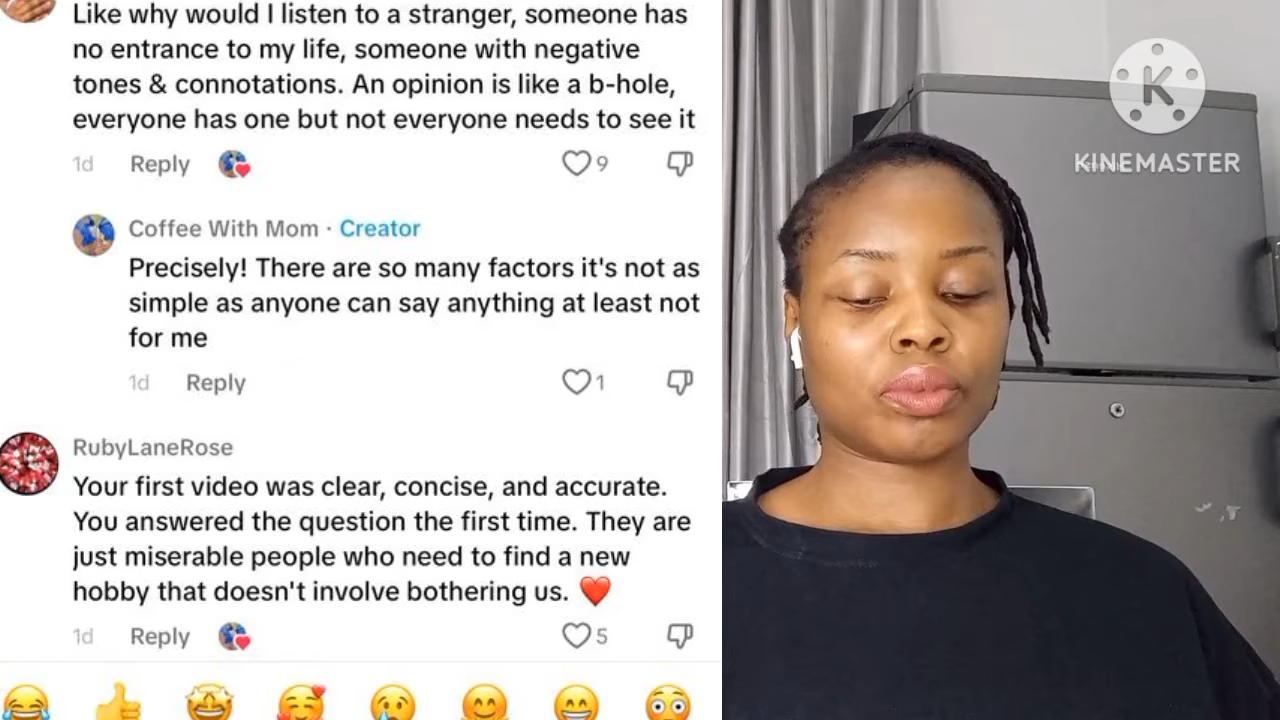 Like why would I listen to a stranger, someone has
no entrance to my life, someone with negative
tones & connotations. An opinion is like a b-hole,
everyone has one but not everyone needs to see it
1d Reply 9
Coffee With Mom · Creator
Precisely! There are so many factors it's not as
simple as anyone can say anything at least not
for me
1d Reply 1
RubyLaneRose
Your first video was clear, concise, and accurate.
You answered the question the first time. They are
just miserable people who need to find a new
hobby that doesn't involve bothering us. ❤️
1d Reply 5
K
KINEMASTER